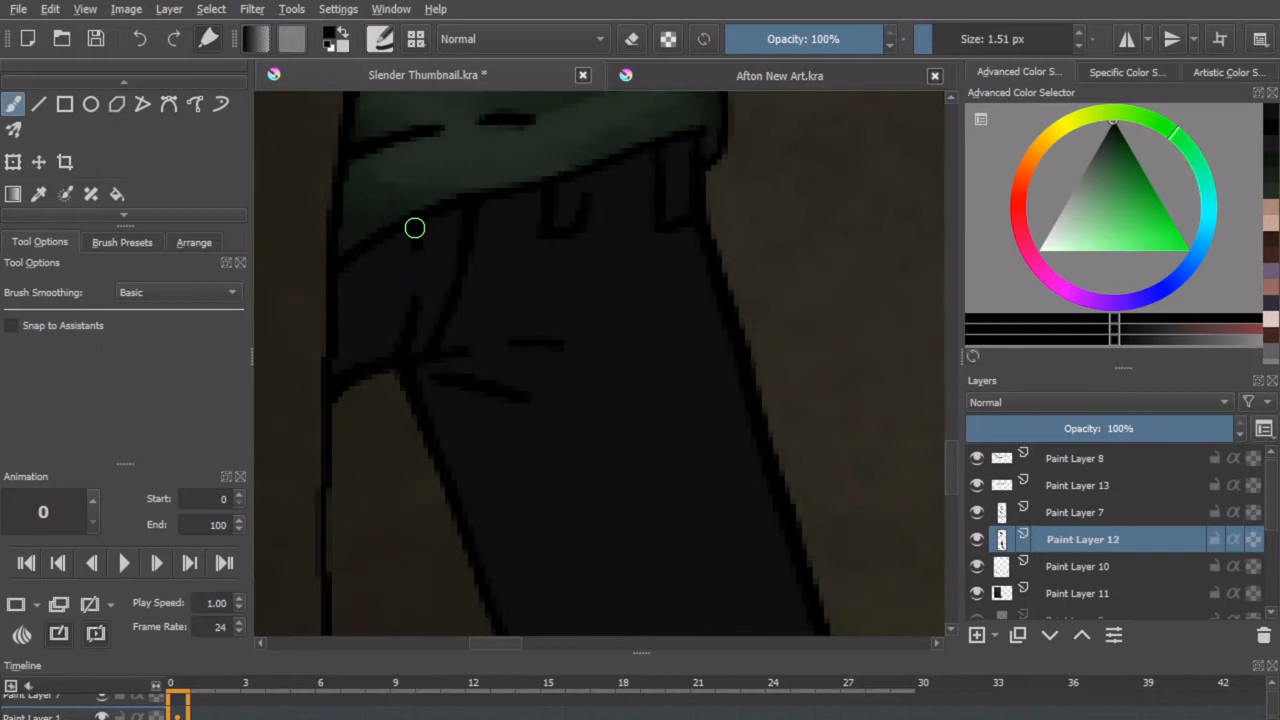 File Edit View Image Layer Select Filter Tools Settings Window Help
Normal Opacity: 100% Size: 1.51 px
Slender Thumbnail.kra * Afton New Art.kra
Advanced Color S... Specific Color S... Artistic Color S...
Advanced Color Selector
Tool Options Brush Presets Arrange
Tool Options
Brush Smoothing: Basic
Snap to Assistants
Layers
Normal
Opacity: 100%
Paint Layer 8
Paint Layer 13
Paint Layer 7
Paint Layer 12
Paint Layer 10
Paint Layer 11
Animation
0 Start: 0
End: 100
Play Speed: 1.00
Frame Rate: 24
Timeline
0 3 6 9 12 15 18 21 24 27 30 33 36 39 42
Paint Layer 7
Paint Layer 1